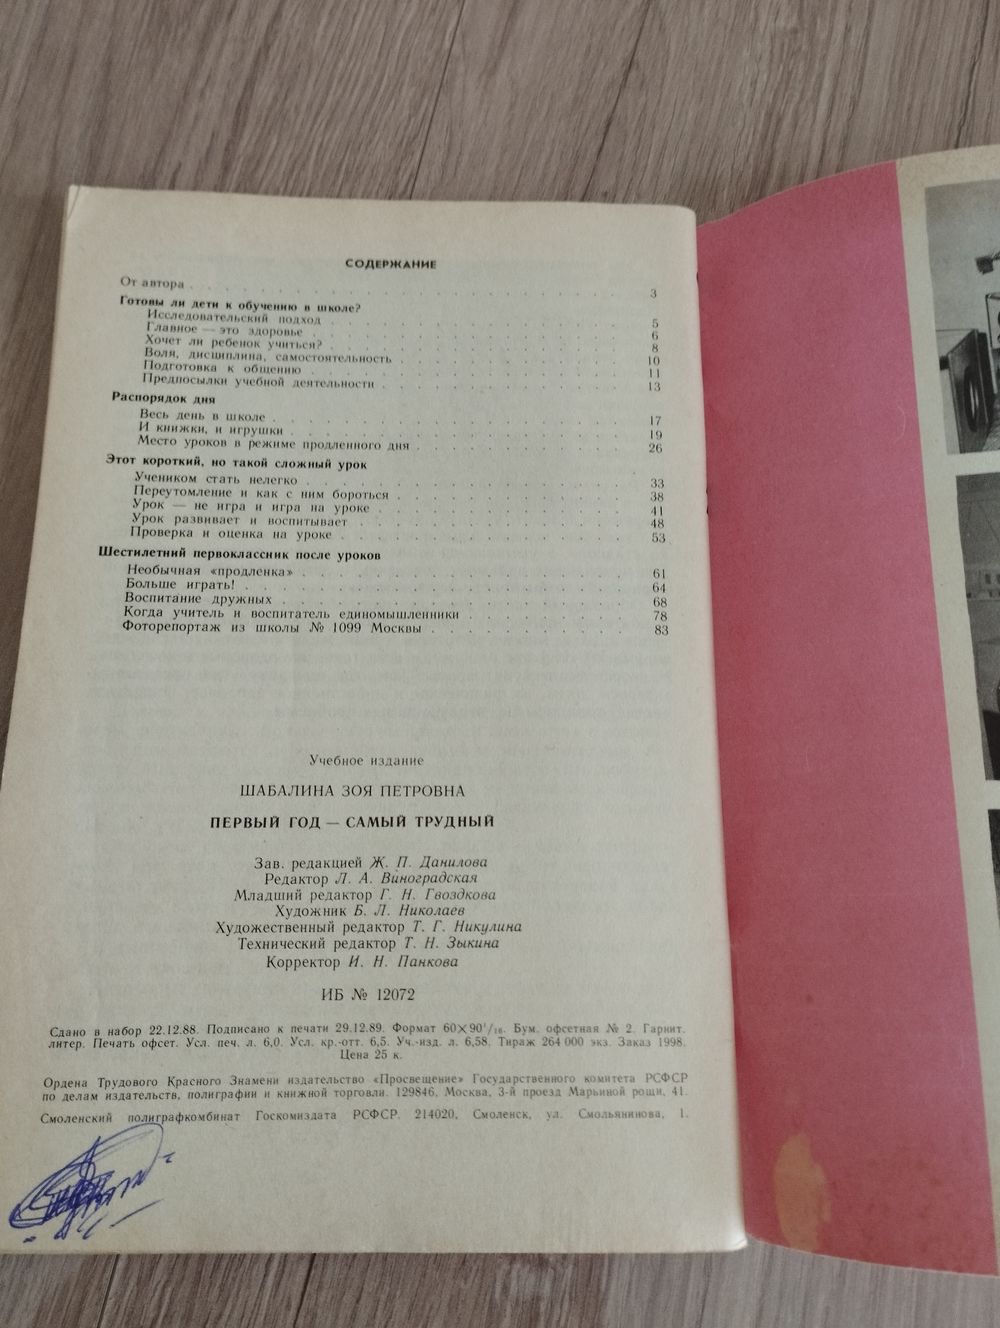 СОДЕРЖАНИЕ
От автора . . . . . . . . . . . . . . . . 3
Готовы ли дети к обучению в школе?
Исследовательский подход . . . . . . . . . . . 5
Главное — это здоровье . . . . . . . . . . . 6
Хочет ли ребенок учиться? . . . . . . . . . . . 8
Воля, дисциплина, самостоятельность . . . . . . . . 10
Подготовка к общению . . . . . . . . . . . 11
Предпосылки учебной деятельности . . . . . . . . . 13
Распорядок дня
Весь день в школе . . . . . . . . . . . . 17
И книжки, и игрушки . . . . . . . . . . . . 19
Место уроков в режиме продленного дня . . . . . . . . 26
Этот короткий, но такой сложный урок
Учеником стать нелегко . . . . . . . . . . . 33
Переутомление и как с ним бороться . . . . . . . . 38
Урок — не игра и игра на уроке . . . . . . . . . 41
Урок развивает и воспитывает . . . . . . . . . 48
Проверка и оценка на уроке . . . . . . . . . . 53
Шестилетний первоклассник после уроков
Необычная «продленка» . . . . . . . . . . . 61
Больше играть! . . . . . . . . . . . . . 64
Воспитание дружных . . . . . . . . . . . . 68
Когда учитель и воспитатель единомышленники . . . . . . 78
Фоторепортаж из школы № 1099 Москвы . . . . . . . 83
Учебное издание
ШАБАЛИНА ЗОЯ ПЕТРОВНА
ПЕРВЫЙ ГОД — САМЫЙ ТРУДНЫЙ
Зав. редакцией Ж. П. Данилова
Редактор Л. А. Виноградская
Младший редактор Г. Н. Гвоздкова
Художник Б. Л. Николаев
Художественный редактор Т. Г. Никулина
Технический редактор Т. Н. Зыкина
Корректор И. Н. Панкова
ИБ № 12072
Сдано в набор 22.12.88. Подписано к печати 29.12.89. Формат 60×90¹/₁₆. Бум. офсетная № 2. Гарнит.
литер. Печать офсет. Усл. печ. л. 6,0. Усл. кр.-отт. 6,5. Уч.-изд. л. 6,58. Тираж 264 000 экз. Заказ 1998.
Цена 25 к.
Ордена Трудового Красного Знамени издательство «Просвещение» Государственного комитета РСФСР
по делам издательств, полиграфии и книжной торговли. 129846, Москва, 3-й проезд Марьиной рощи, 41.
Смоленский полиграфкомбинат Госкомиздата РСФСР. 214020, Смоленск, ул. Смольянинова, 1.